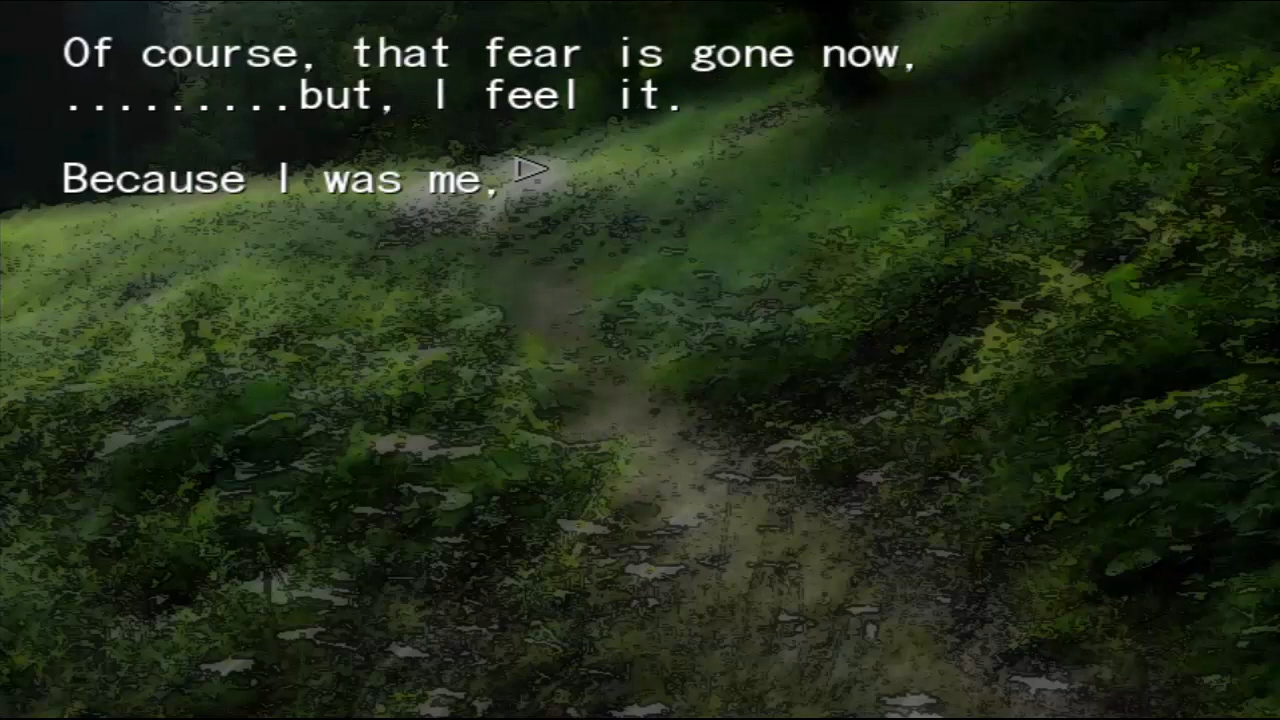 Of course, that fear is gone now,
.........but, I feel it.
Because I was me,